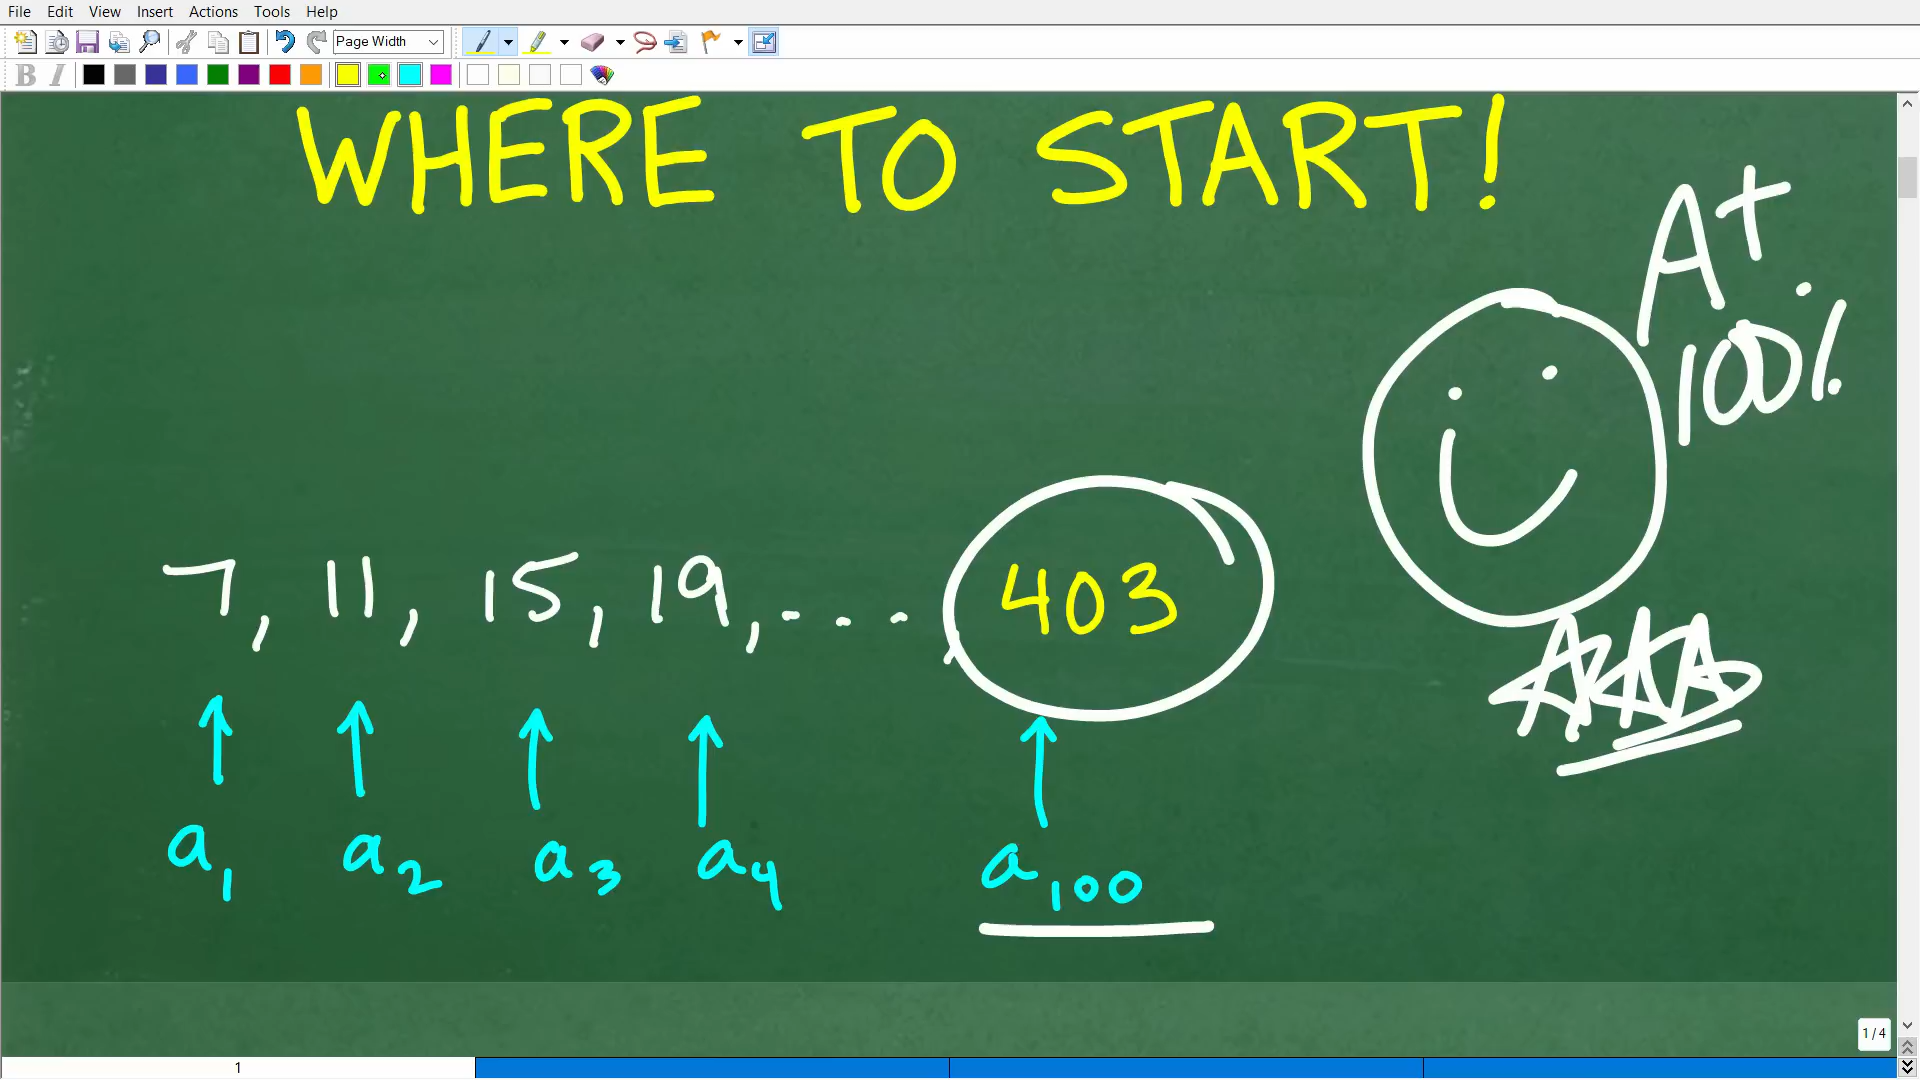 File Edit View Insert Actions Tools Help
Page Width
B I
WHERE TO START!
A+
100%
7, 11, 15, 19, ... 403
a1 a2 a3 a4 a100
1 / 4
1